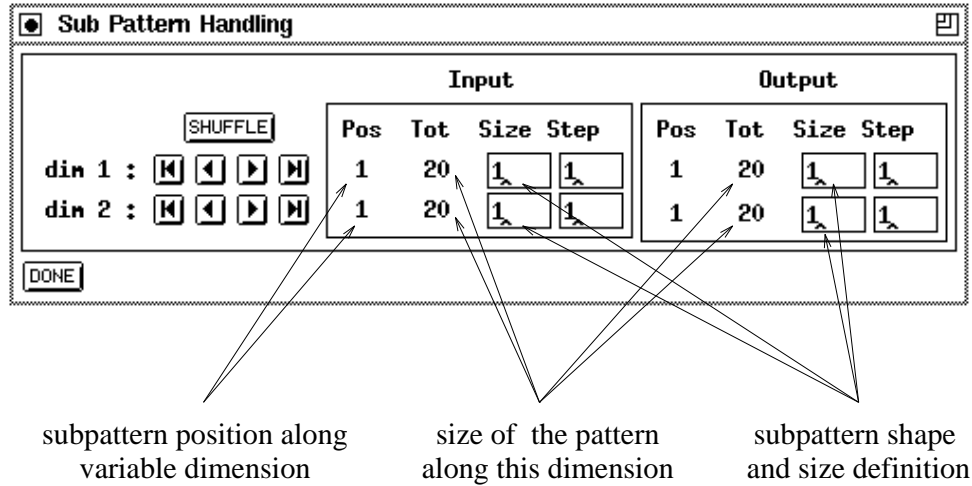 Sub Pattern Handling
Input Output
SHUFFLE Pos Tot Size Step Pos Tot Size Step
dim 1 : 1 20 1 1 1 20 1 1
dim 2 : 1 20 1 1 1 20 1 1
DONE
subpattern position along size of the pattern subpattern shape
variable dimension along this dimension and size definition